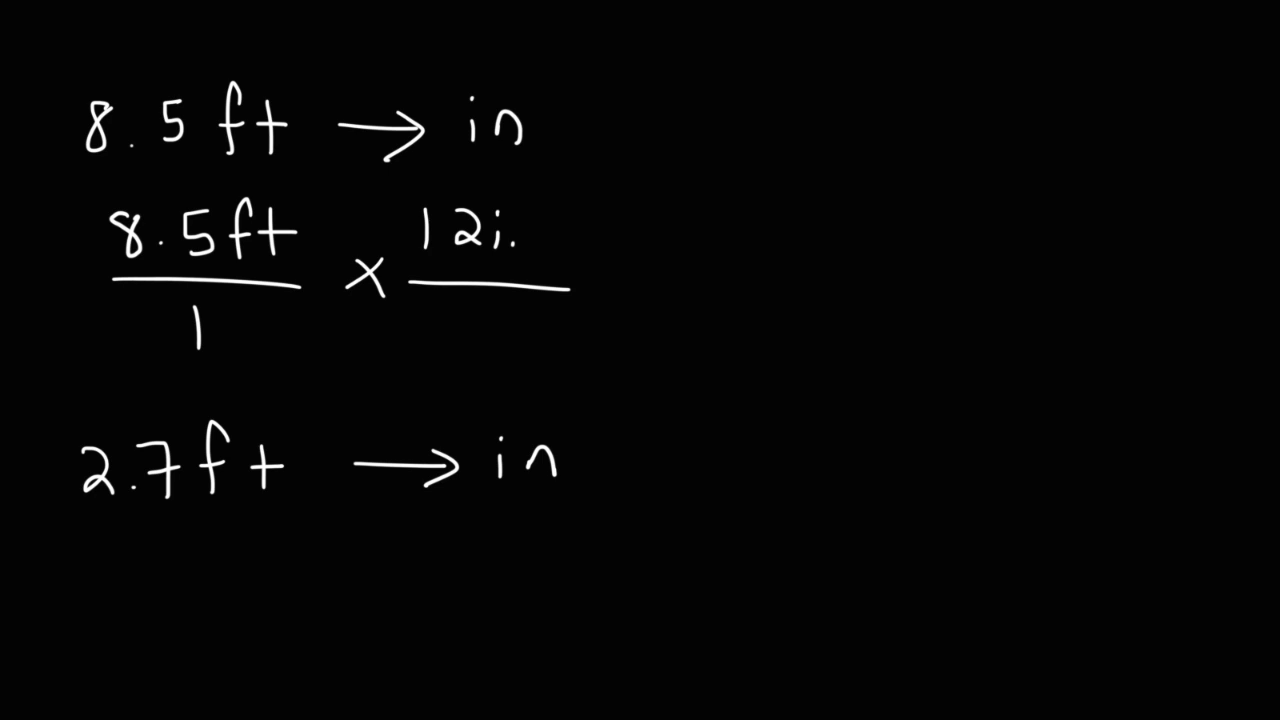 8.5 ft → in
8.5ft × 12i.
1
2.7ft → in